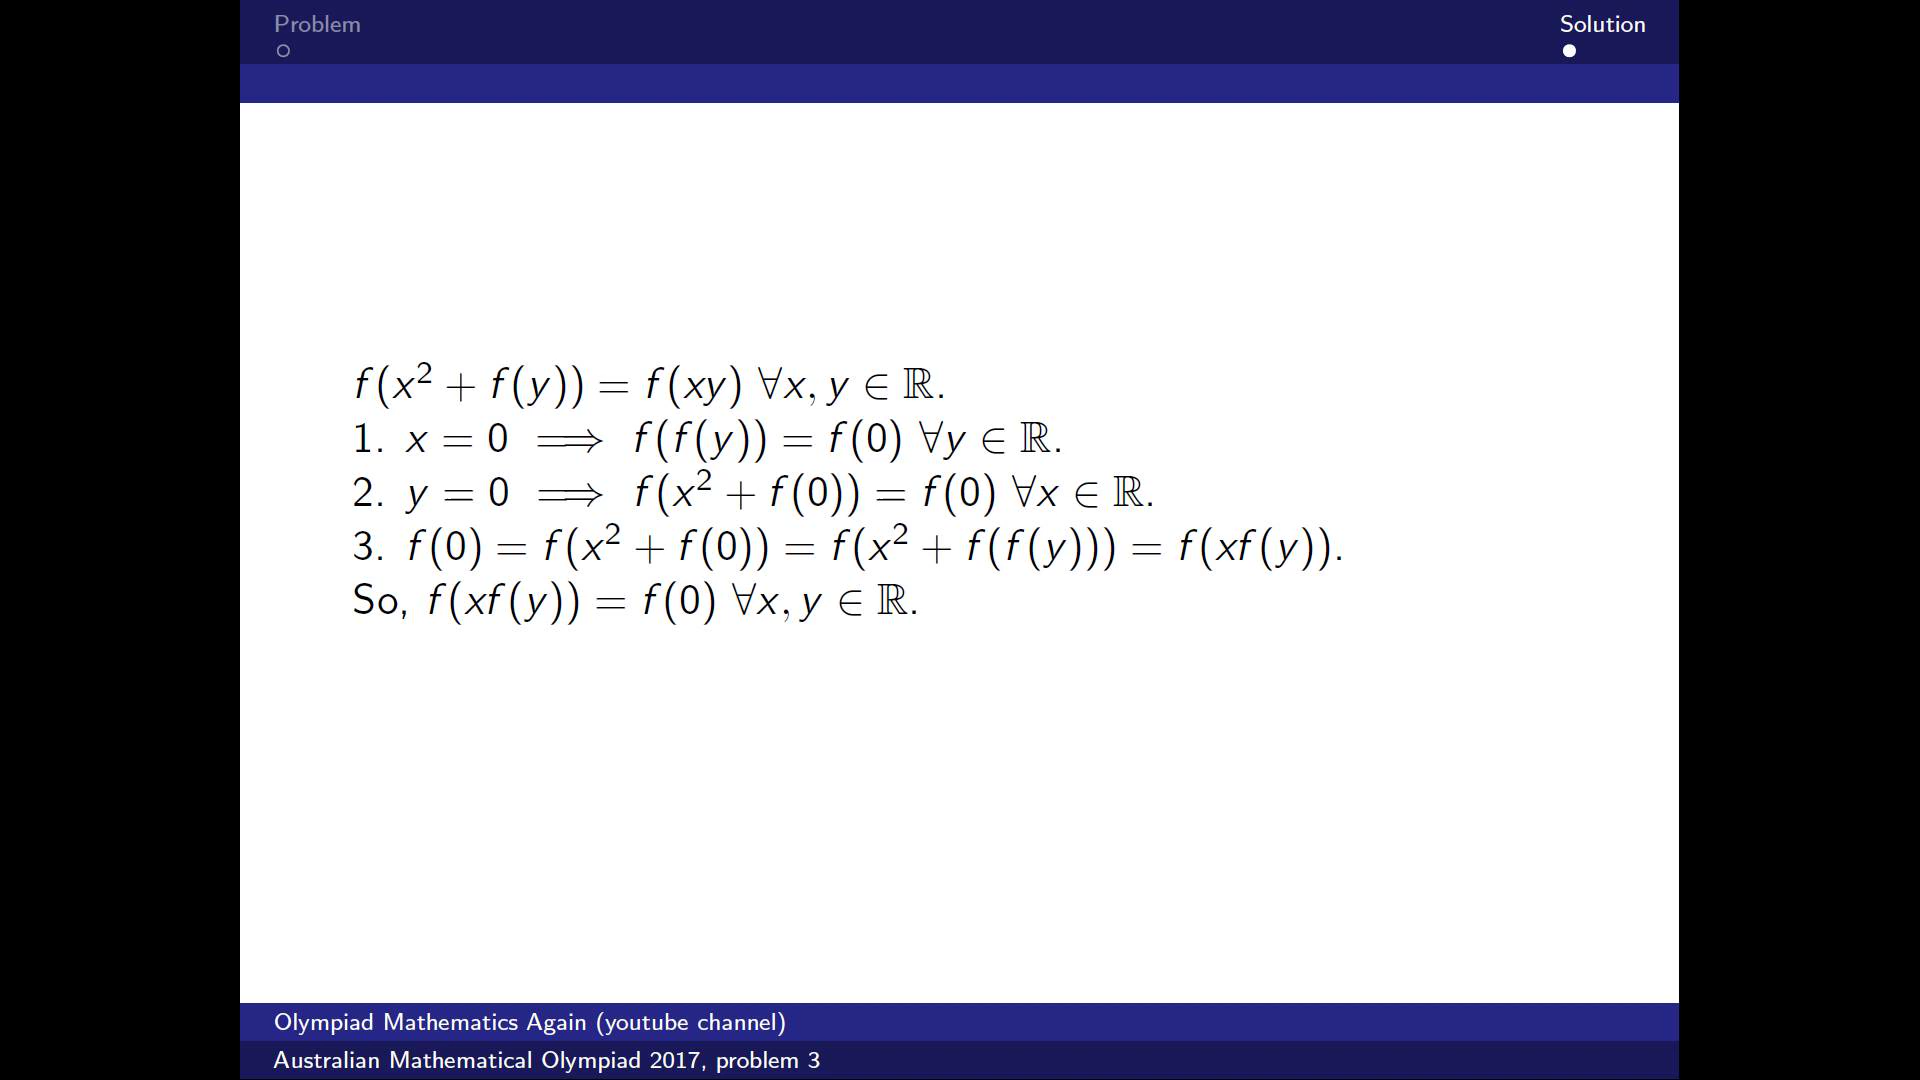 Problem
Solution
f(x² + f(y)) = f(xy) ∀x, y ∈ ℝ.
1. x = 0 ⟹ f(f(y)) = f(0) ∀y ∈ ℝ.
2. y = 0 ⟹ f(x² + f(0)) = f(0) ∀x ∈ ℝ.
3. f(0) = f(x² + f(0)) = f(x² + f(f(y))) = f(xf(y)).
So, f(xf(y)) = f(0) ∀x, y ∈ ℝ.
Olympiad Mathematics Again (youtube channel)
Australian Mathematical Olympiad 2017, problem 3